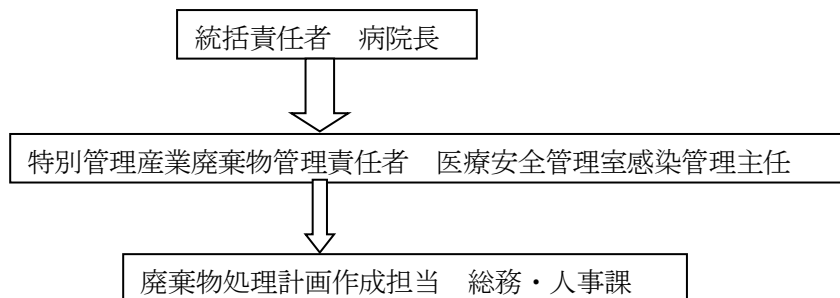 統括責任者　病院長
特別管理産業廃棄物管理責任者　医療安全管理室感染管理主任
廃棄物処理計画作成担当　総務・人事課